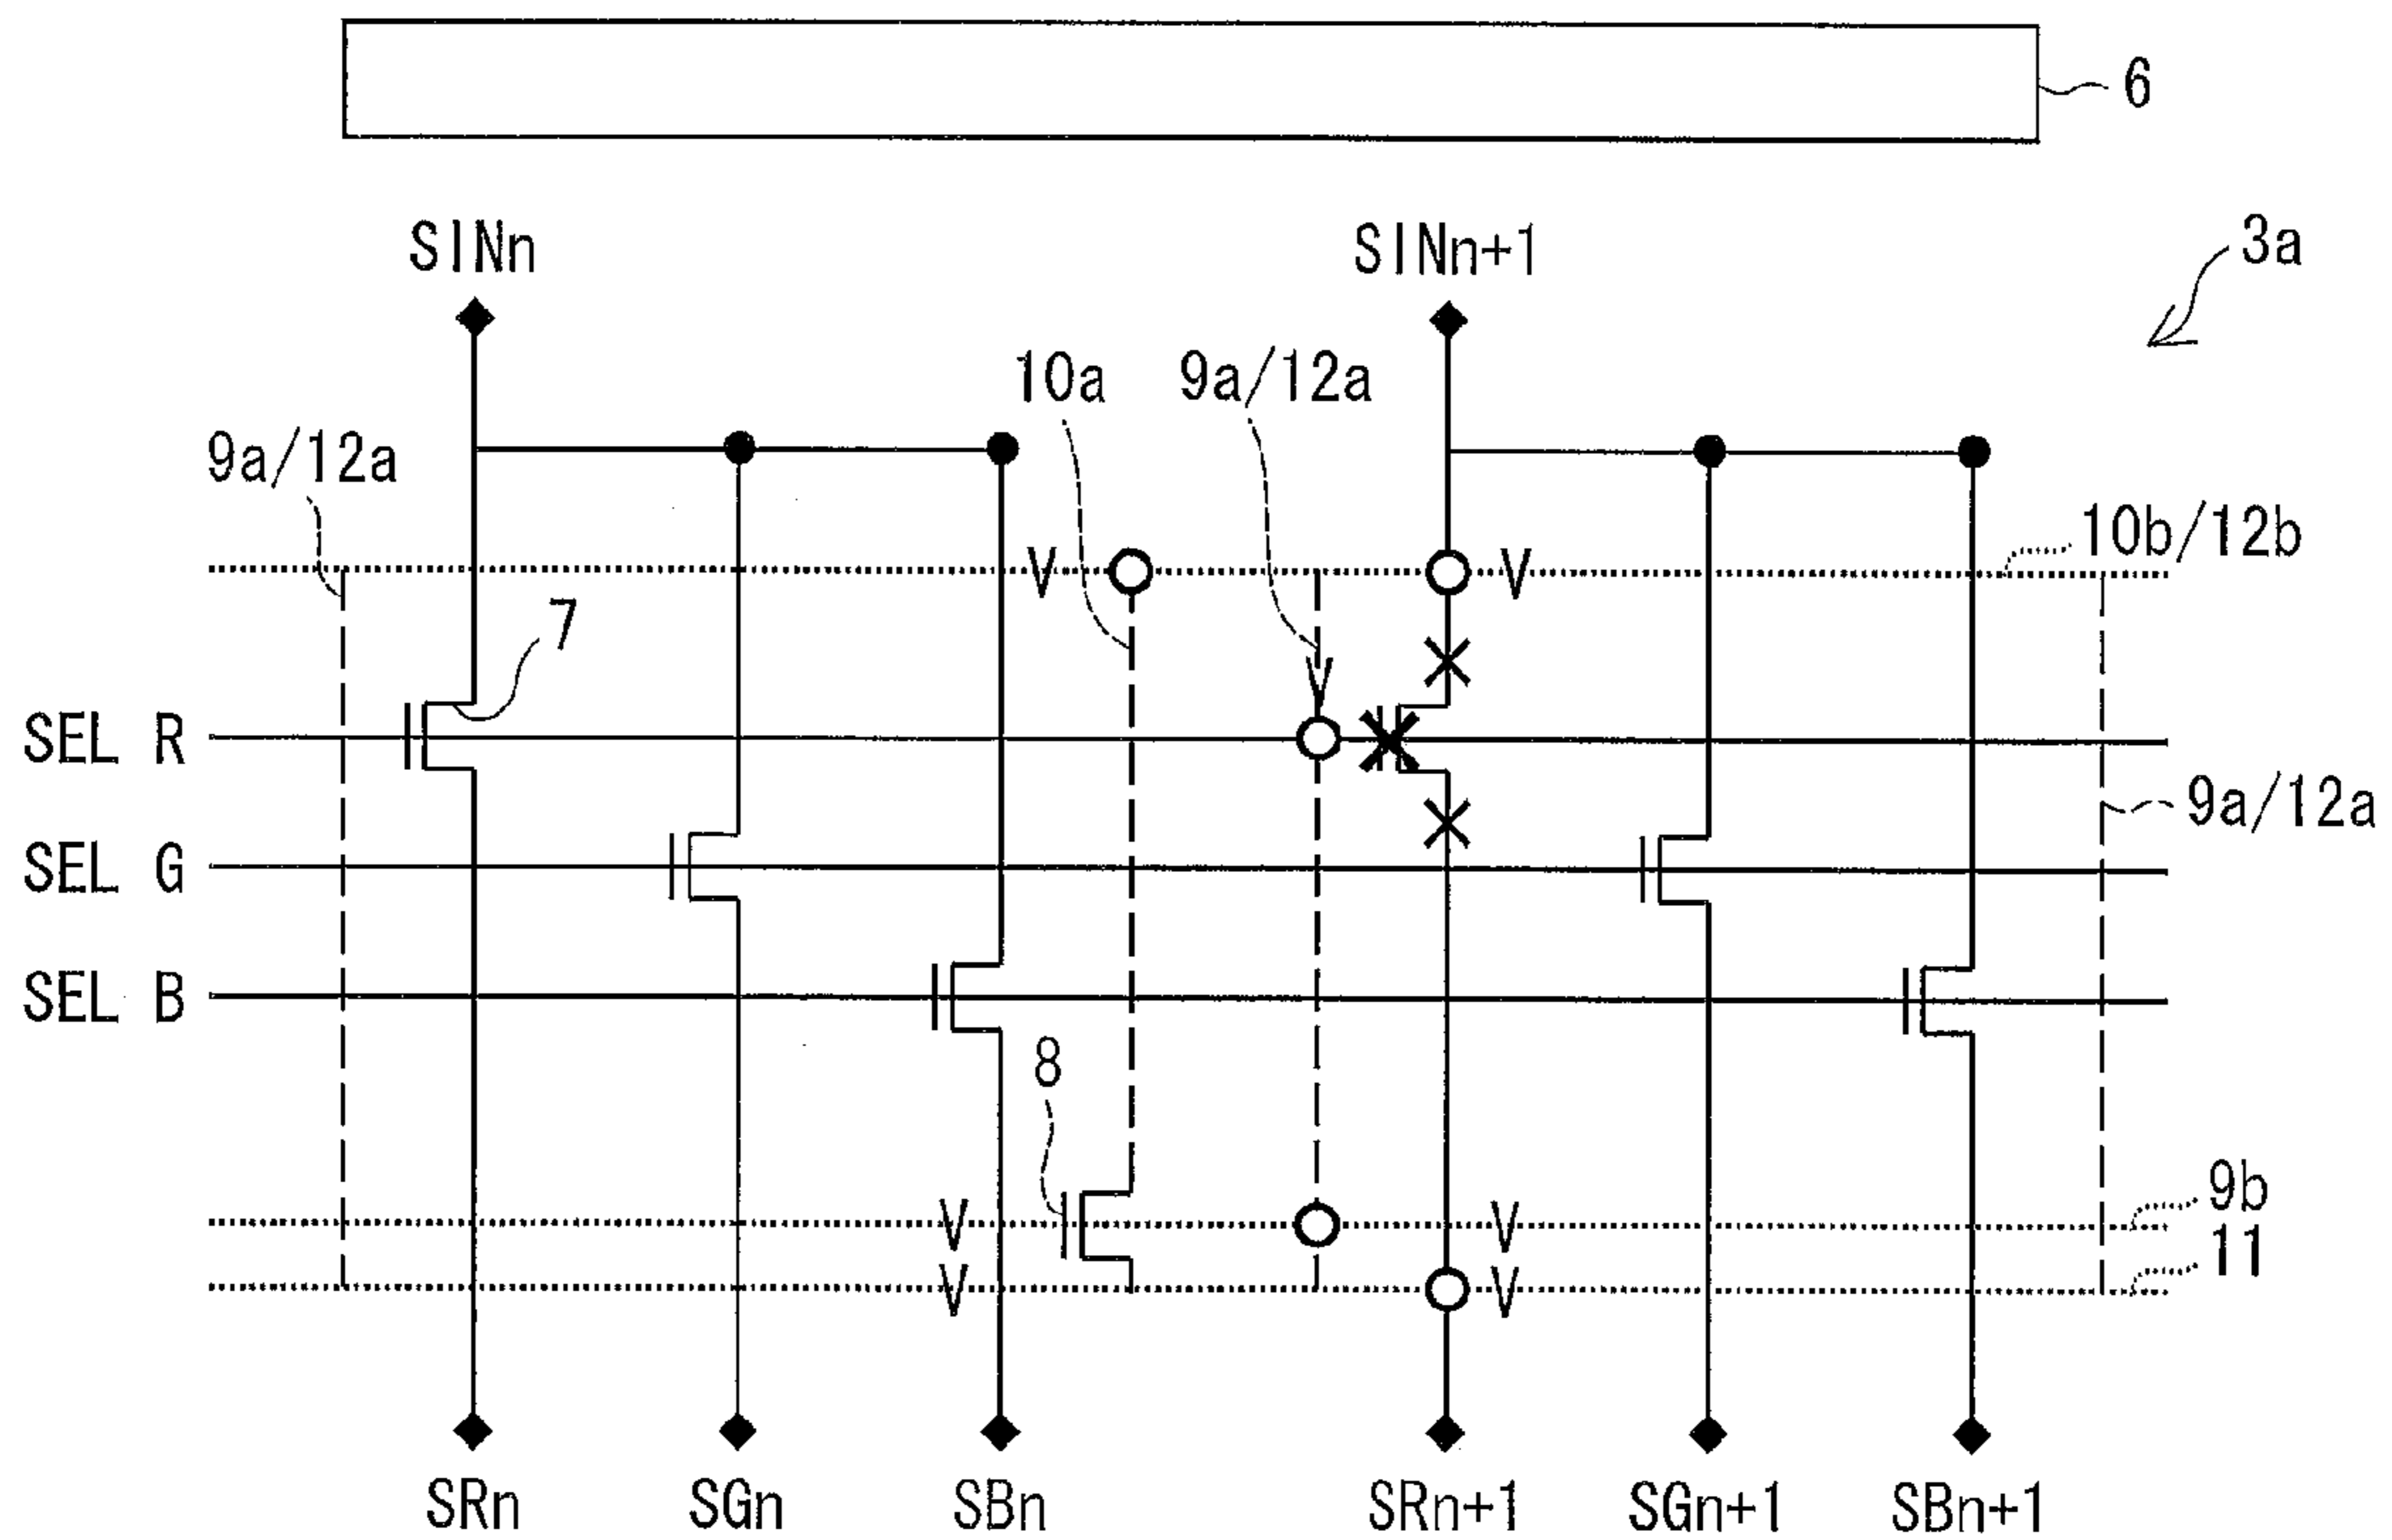 6
SINn SINn+1 3a
10a 9a/12a
9a/12a
V V 10b/12b
7
V
SEL R
9a/12a
SEL G
SEL B
8
V V 9b
V V 11
SRn SGn SBn SRn+1 SGn+1 SBn+1